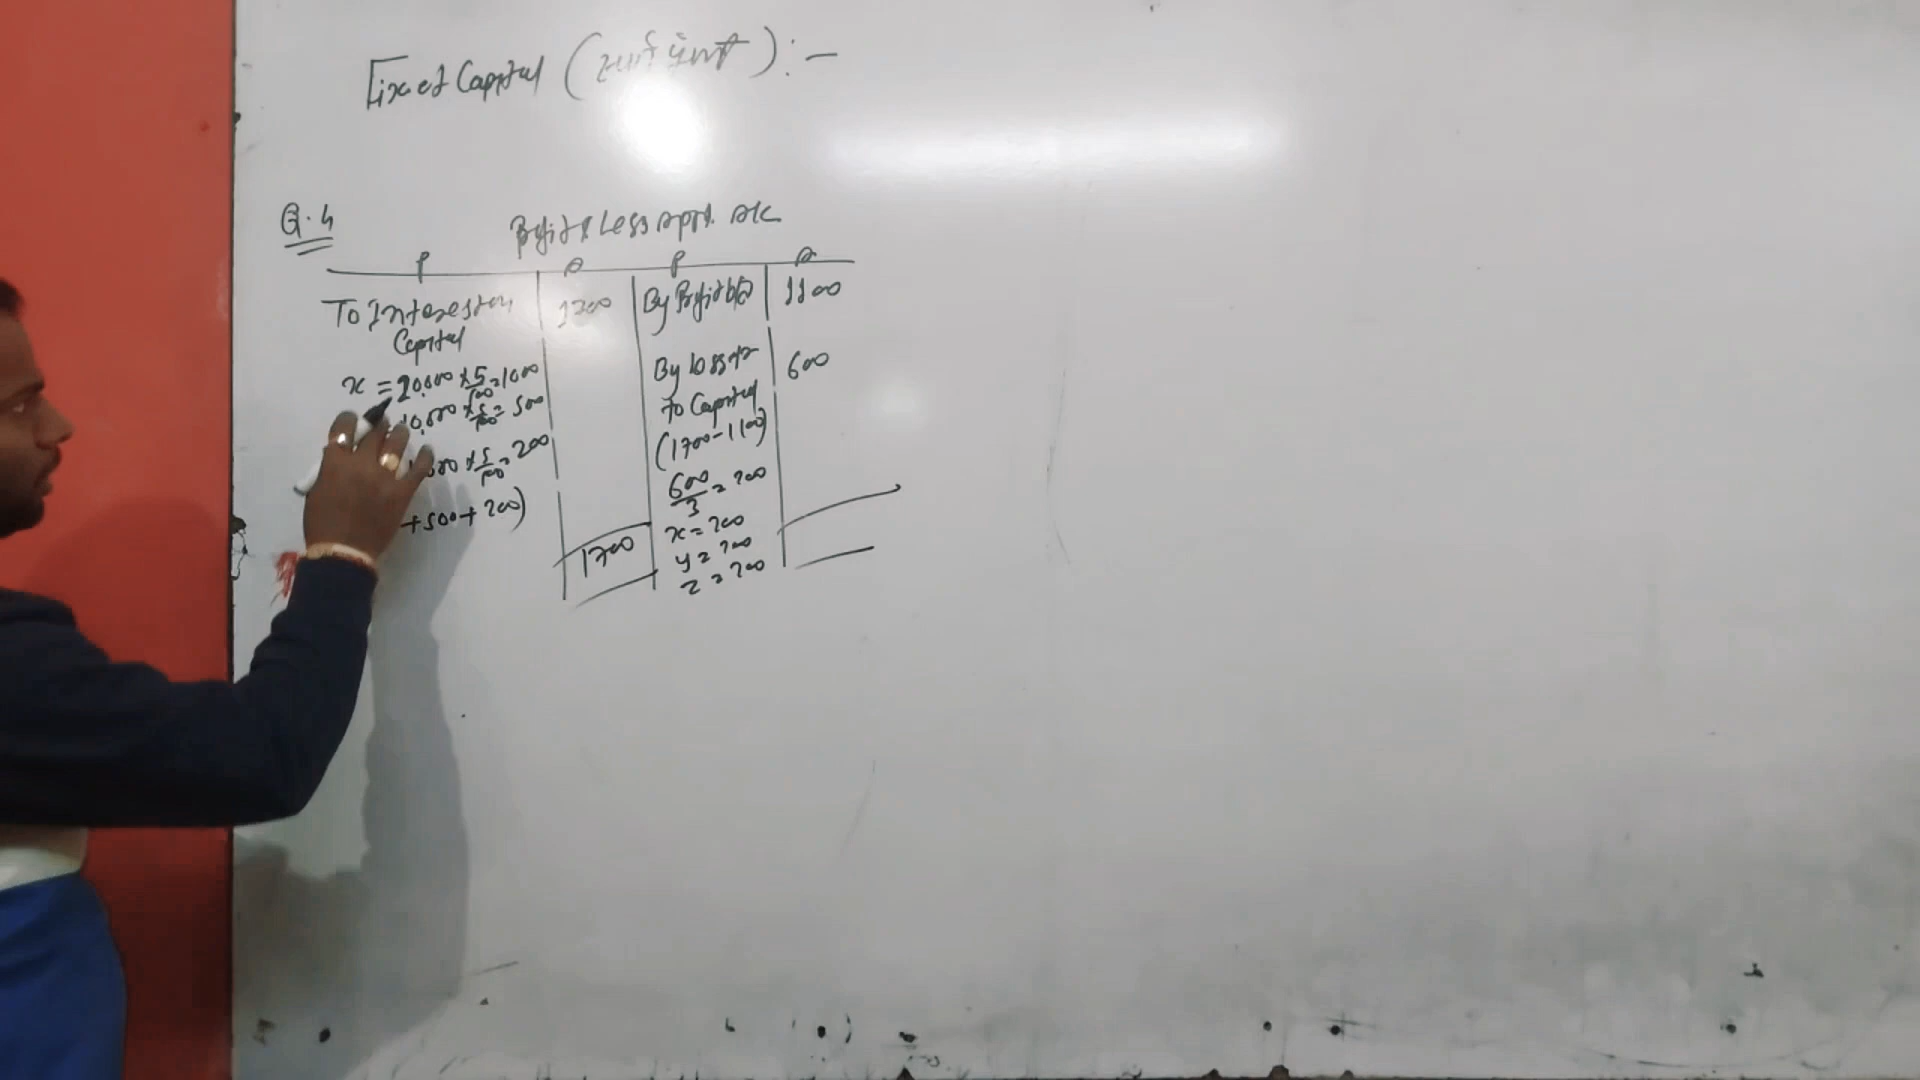 Fixed Capital (स्थायी पूंजी) :-
Q.4
Profit & Loss App. A/c
P A P A
To Interest on 1700 By Profit b/d 1100
Capital
x = 20,000 × 5/100 = 1000
10,000 × 5/100 = 500
000 × 5/100 = 200
+500+200)
By loss tr 600
To Capital
(1700-1100)
600/3 = 200
x = 200
y = 200
z = 200
1700